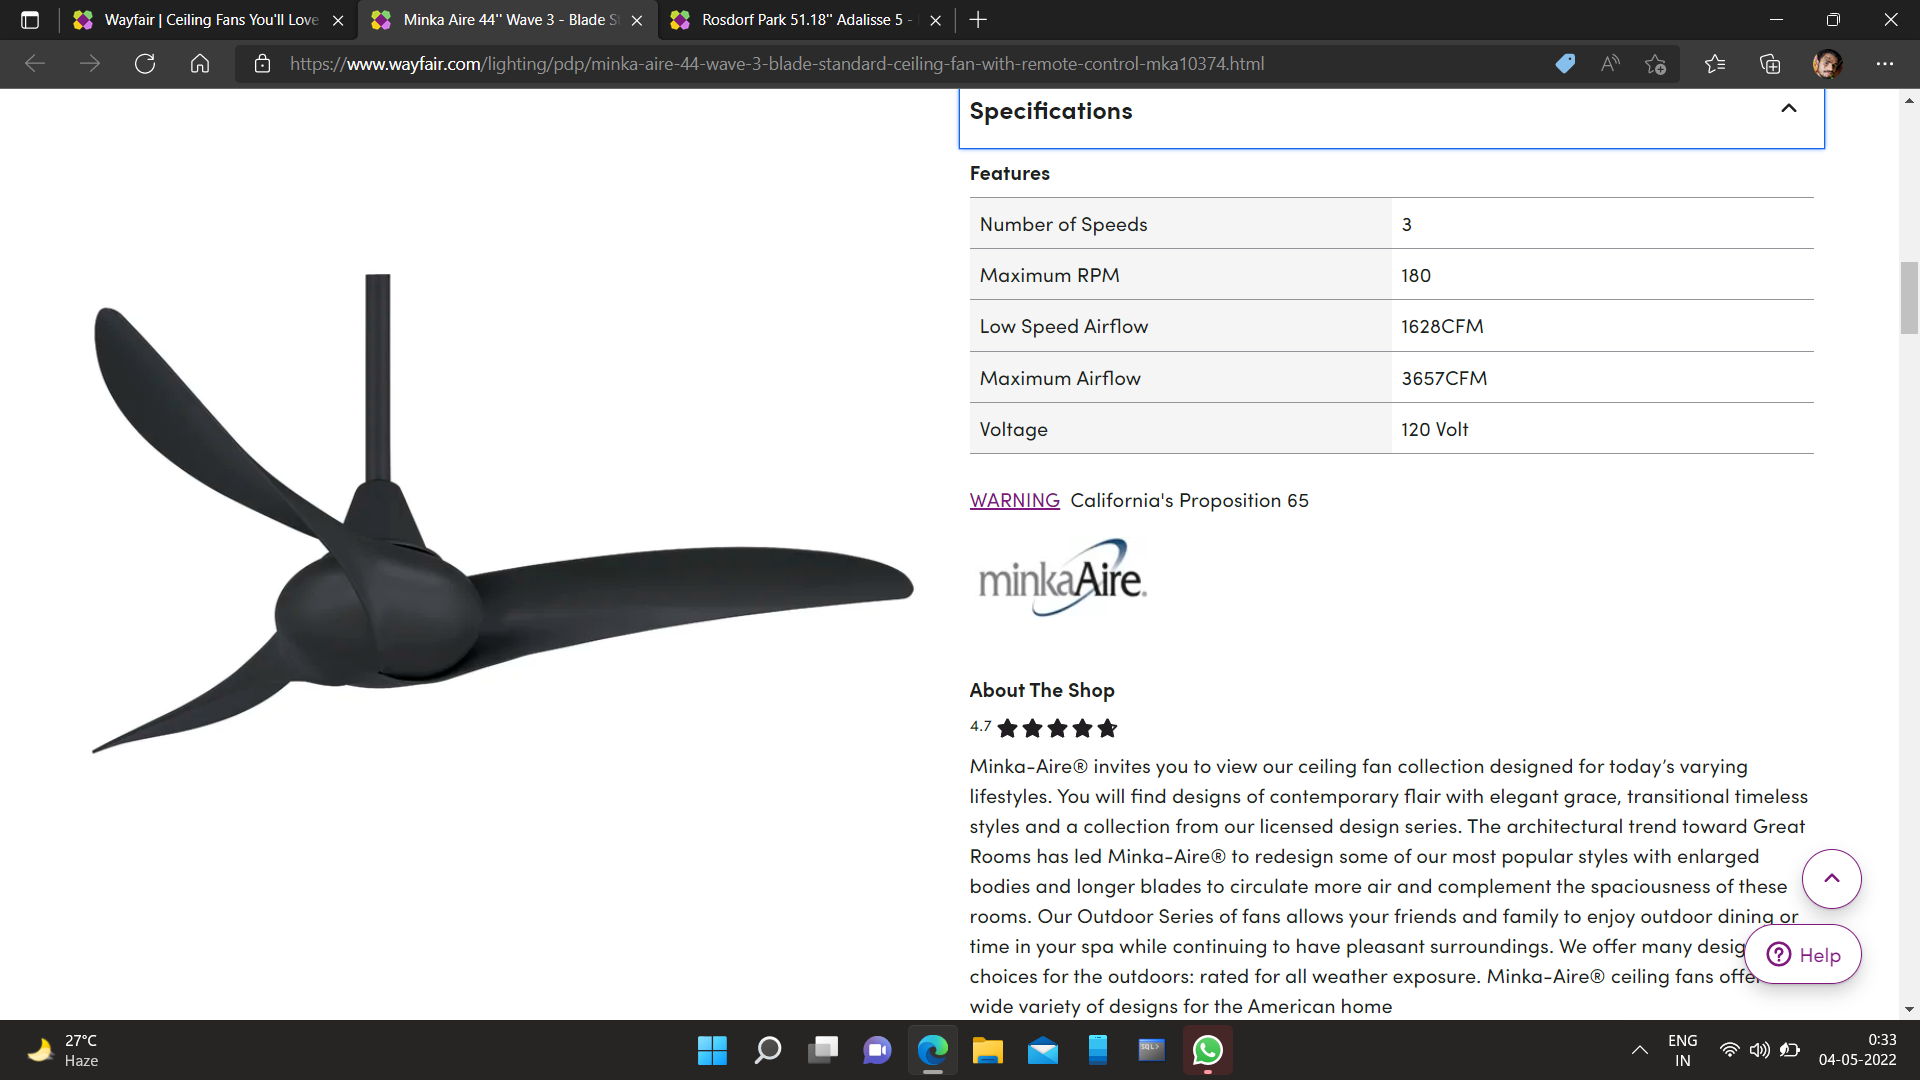 Wayfair | Ceiling Fans You'll Love
Minka Aire 44'' Wave 3 - Blade S
Rosdorf Park 51.18'' Adalisse 5 -
https://www.wayfair.com/lighting/pdp/minka-aire-44-wave-3-blade-standard-ceiling-fan-with-remote-control-mka10374.html
Specifications
Features
Number of Speeds 3
Maximum RPM 180
Low Speed Airflow 1628CFM
Maximum Airflow 3657CFM
Voltage 120 Volt
WARNING California's Proposition 65
minkaAire®
About The Shop
4.7
Minka-Aire® invites you to view our ceiling fan collection designed for today's varying
lifestyles. You will find designs of contemporary flair with elegant grace, transitional timeless
styles and a collection from our licensed design series. The architectural trend toward Great
Rooms has led Minka-Aire® to redesign some of our most popular styles with enlarged
bodies and longer blades to circulate more air and complement the spaciousness of these
rooms. Our Outdoor Series of fans allows your friends and family to enjoy outdoor dining or
time in your spa while continuing to have pleasant surroundings. We offer many desig
choices for the outdoors: rated for all weather exposure. Minka-Aire® ceiling fans offe
wide variety of designs for the American home
Help
27°C
Haze
SQL>
ENG
IN
0:33
04-05-2022